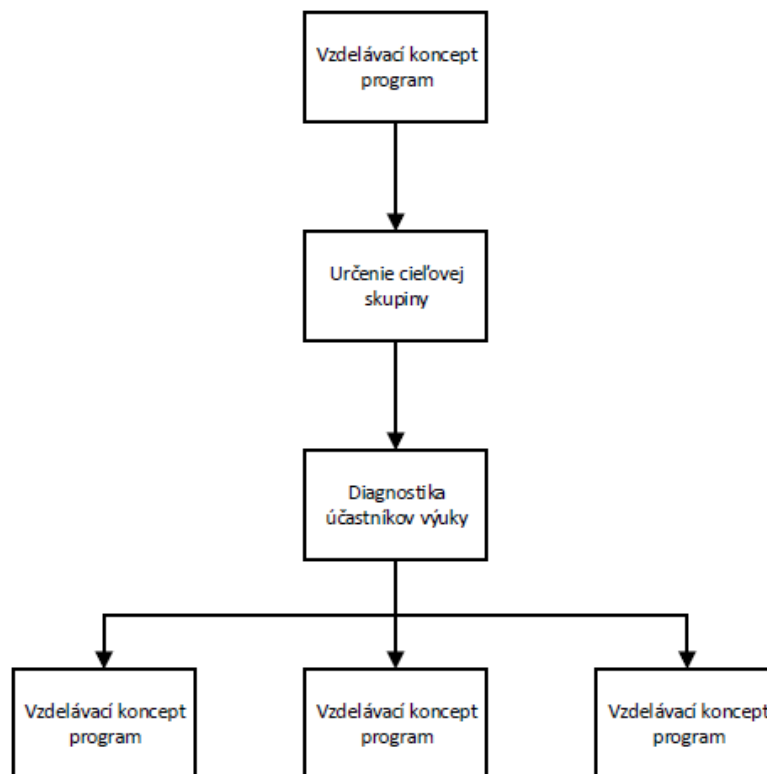 Vzdelávací koncept
program
Určenie cieľovej
skupiny
Diagnostika
účastníkov výuky
Vzdelávací koncept
program
Vzdelávací koncept
program
Vzdelávací koncept
program